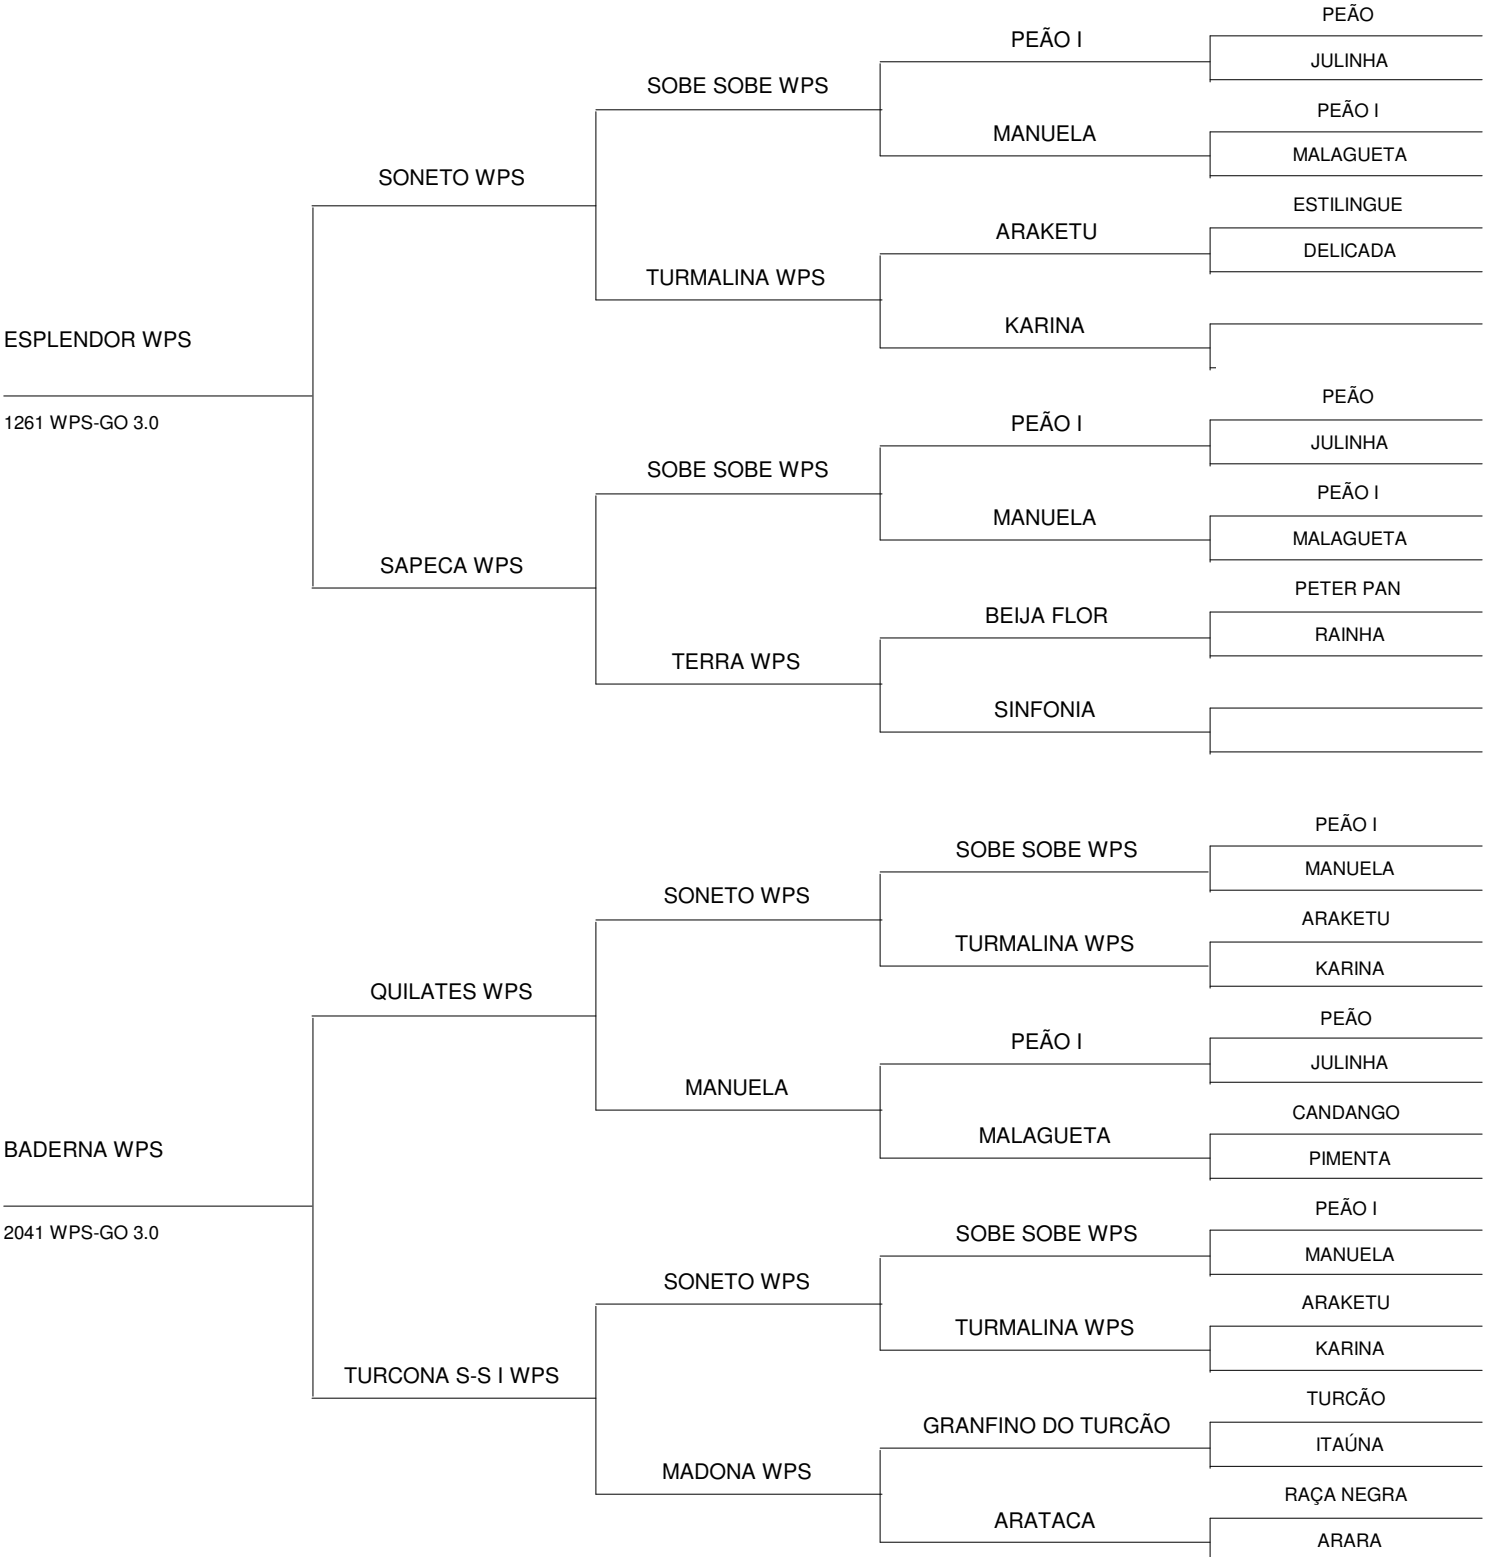 PEÃO
PEÃO I
JULINHA
SOBE SOBE WPS
PEÃO I
MANUELA
MALAGUETA
SONETO WPS
ESTILINGUE
ARAKETU
DELICADA
TURMALINA WPS
KARINA
ESPLENDOR WPS
PEÃO
1261 WPS-GO 3.0
PEÃO I
JULINHA
SOBE SOBE WPS
PEÃO I
MANUELA
MALAGUETA
SAPECA WPS
PETER PAN
BEIJA FLOR
RAINHA
TERRA WPS
SINFONIA
PEÃO I
SOBE SOBE WPS
MANUELA
SONETO WPS
ARAKETU
TURMALINA WPS
KARINA
QUILATES WPS
PEÃO
PEÃO I
JULINHA
MANUELA
CANDANGO
MALAGUETA
BADERNA WPS
PIMENTA
PEÃO I
2041 WPS-GO 3.0
SOBE SOBE WPS
MANUELA
SONETO WPS
ARAKETU
TURMALINA WPS
KARINA
TURCONA S-S I WPS
TURCÃO
GRANFINO DO TURCÃO
ITAÚNA
MADONA WPS
RAÇA NEGRA
ARATACA
ARARA